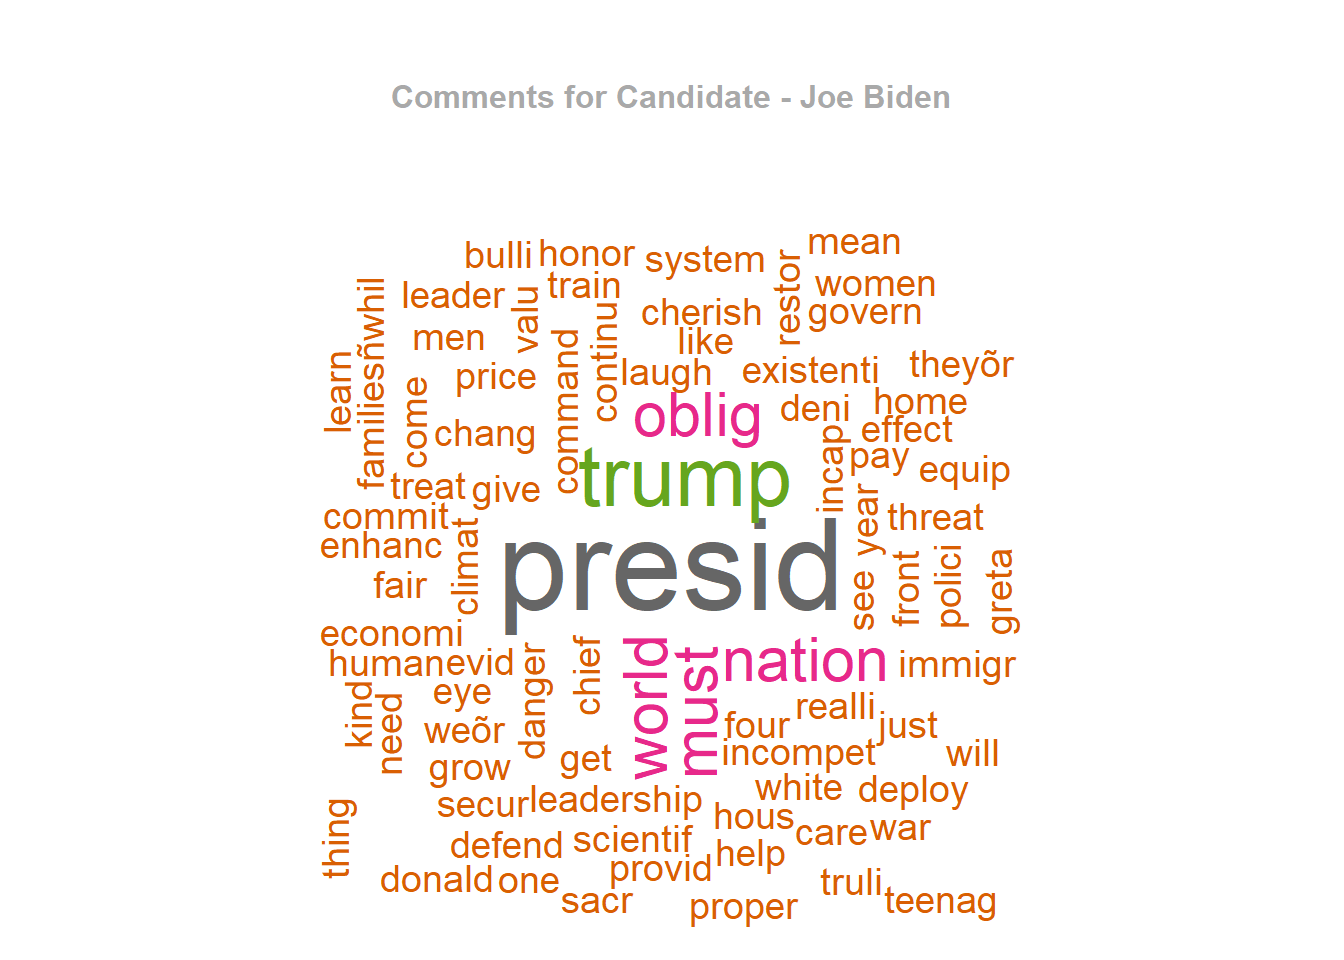 Comments for Candidate - Joe Biden
mean
bulli
honor
system
restor
women
train
leader
valu
familiesñwhil
continu
cherish
govern
men
command
like
learn
price
laugh
existenti
theyõr
come
chang
oblig
deni
home
effect
incap
pay
equip
treat
give
trump
year
commit
threat
enhanc
climat
presid
see
front
polici
greta
fair
economi
humanevid
danger
chief
world
must
nation
immigr
kind
need
eye
weõr
four
realli
just
grow
get
incompet
will
white
deploy
secur
leadership
hous
care
war
thing
defend
scientif
help
provid
donald
one
sacr
proper
truli
teenag